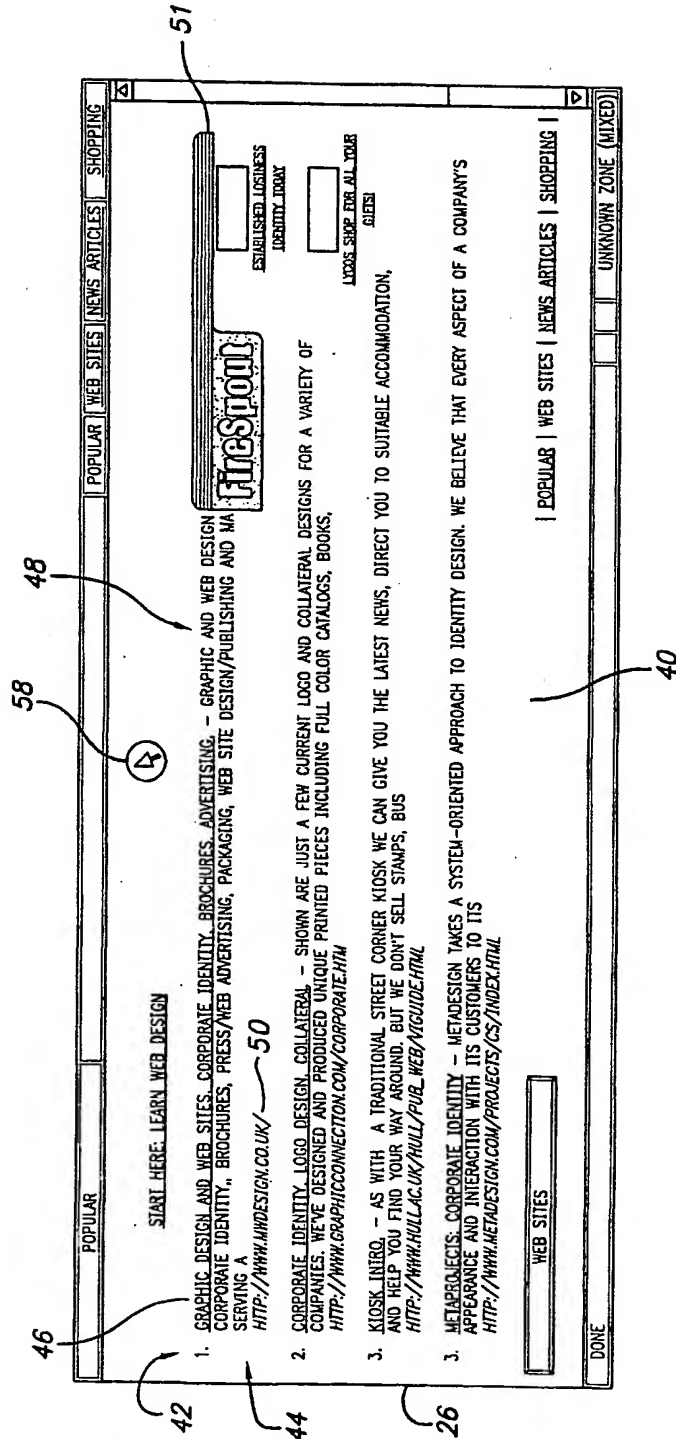 58
48
51
46
42
44
50
26
40
POPULAR
POPULAR | WEB SITES | NEWS ARTICLES | SHOPPING
START HERE: LEARN WEB DESIGN
1. GRAPHIC DESIGN AND WEB SITES, CORPORATE IDENTITY, BROCHURES, ADVERTISING, – GRAPHIC AND WEB DESIGN
CORPORATE IDENTITY,, BROCHURES, PRESS/WEB ADVERTISING, PACKAGING, WEB SITE DESIGN/PUBLISHING AND MA
SERVING A
HTTP://WWW.MWDESIGN.CO.UK/
FireSpout
ESTABLISHED LOSINESS
IDENTITY TODAY
LYCOS SHOP FOR ALL YOUR
GIFTS!
2. CORPORATE IDENTITY, LOGO DESIGN, COLLATERAL – SHOWN ARE JUST A FEW CURRENT LOGO AND COLLATERAL DESIGNS FOR A VARIETY OF
COMPANIES. WE'VE DESIGNED AND PRODUCED UNIQUE PRINTED PIECES INCLUDING FULL COLOR CATALOGS, BOOKS,
HTTP://WWW.GRAPHICCONNECTION.COM/CORPORATE.HTM
3. KIOSK INTRO, – AS WITH A TRADITIONAL STREET CORNER KIOSK WE CAN GIVE YOU THE LATEST NEWS, DIRECT YOU TO SUITABLE ACCOMMODATION,
AND HELP YOU FIND YOUR WAY AROUND. BUT WE DON'T SELL STAMPS, BUS
HTTP://WWW.HULLAC.UK/HULL/PUB_WEB/VIGUIDE.HTML
3. METAPROJECTS: CORPORATE IDENTITY – METADESIGN TAKES A SYSTEM-ORIENTED APPROACH TO IDENTITY DESIGN. WE BELIEVE THAT EVERY ASPECT OF A COMPANY'S
APPEARANCE AND INTERACTION WITH ITS CUSTOMERS TO ITS
HTTP://WWW.METADESIGN.COM/PROJECTS/CS/INDEX.HTML
WEB SITES
| POPULAR | WEB SITES | NEWS ARTICLES | SHOPPING |
DONE
UNKNOWN ZONE (MIXED)